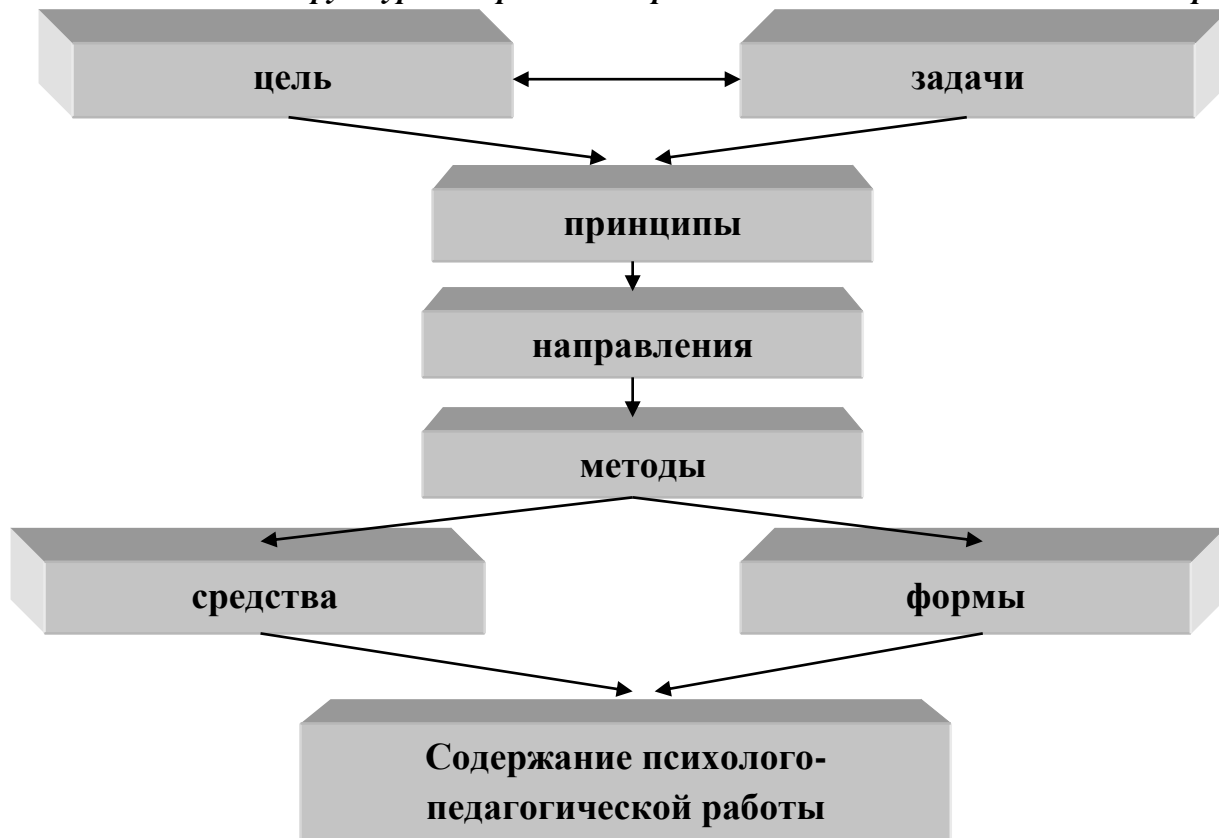 цель
задачи
принципы
направления
методы
средства
формы
Содержание психолого-
педагогической работы